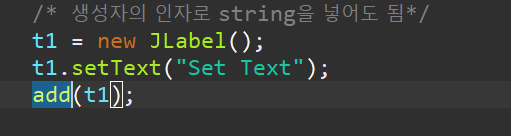 /* 생성자의 인자로 string을 넣어도 됨*/
t1 = new JLabel();
t1.setText("Set Text");
add(t1);